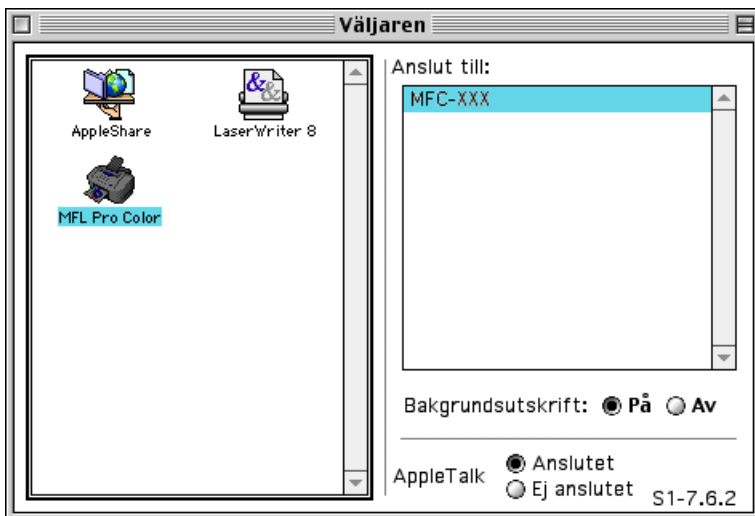 Väljaren
AppleShare
LaserWriter 8
MFL Pro Color
Anslut till:
MFC-XXX
Bakgrundsutskrift: På Av
AppleTalk
Anslutet
Ej anslutet
S1-7.6.2